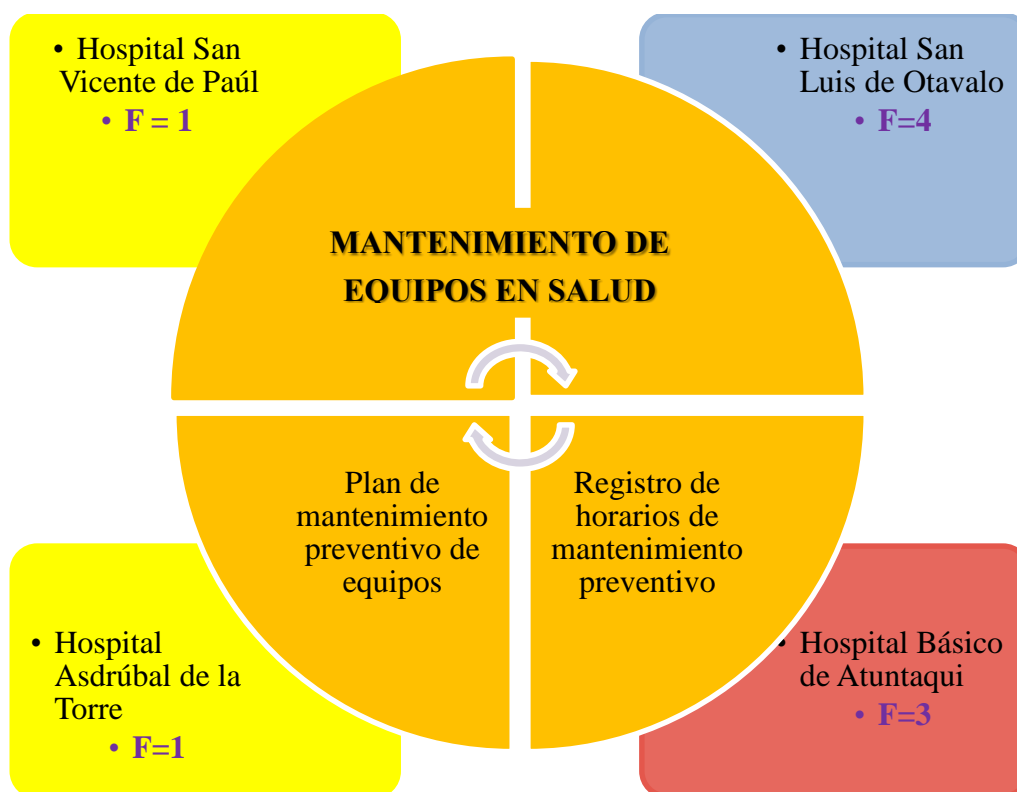 • Hospital San
Vicente de Paúl
• F = 1
• Hospital San
Luis de Otavalo
• F=4
MANTENIMIENTO DE
EQUIPOS EN SALUD
Plan de
mantenimiento
preventivo de
equipos
Registro de
horarios de
mantenimiento
preventivo
• Hospital
Asdrúbal de la
Torre
• F=1
• Hospital Básico
de Atuntaqui
• F=3